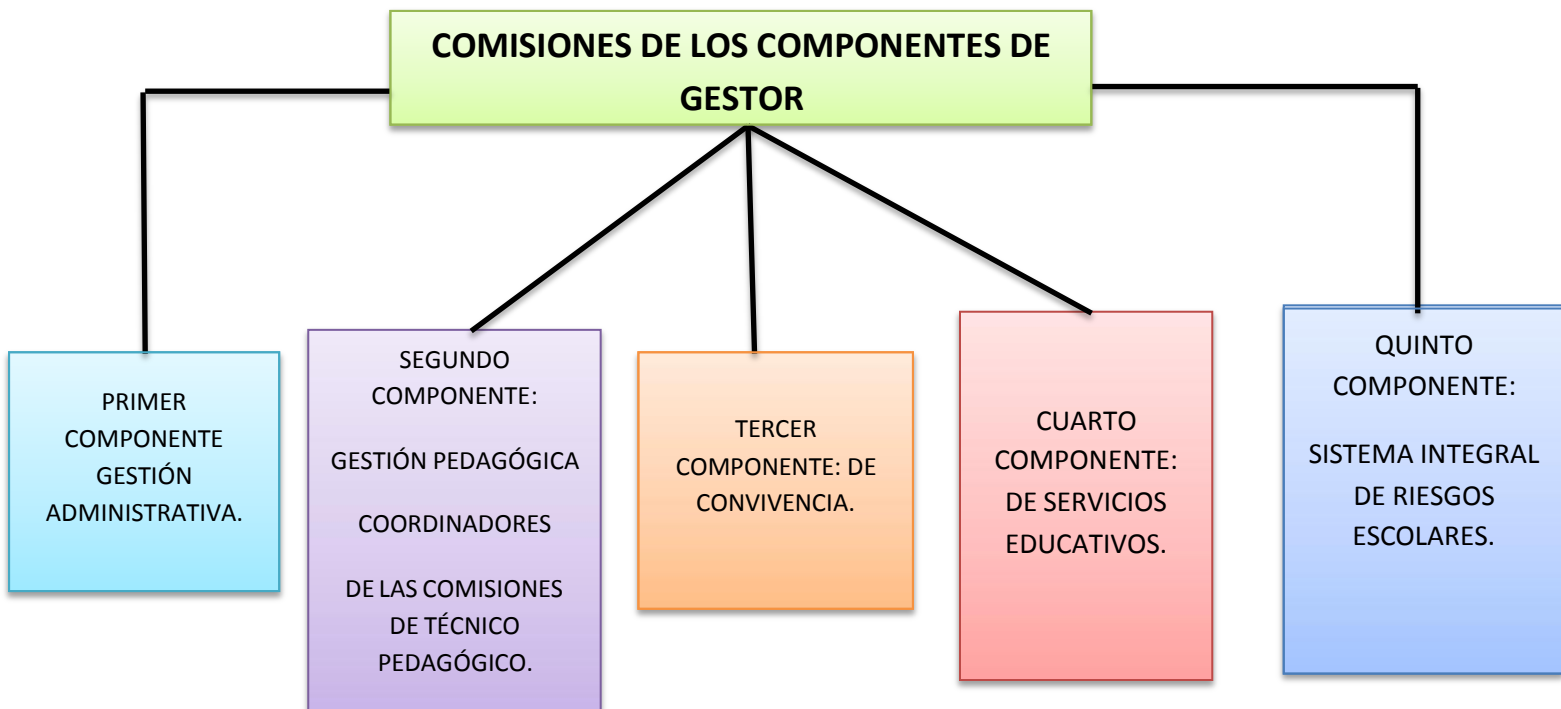 COMISIONES DE LOS COMPONENTES DE
GESTOR
PRIMER
COMPONENTE
GESTIÓN
ADMINISTRATIVA.
SEGUNDO
COMPONENTE:
GESTIÓN PEDAGÓGICA
COORDINADORES
DE LAS COMISIONES
DE TÉCNICO
PEDAGÓGICO.
TERCER
COMPONENTE: DE
CONVIVENCIA.
CUARTO
COMPONENTE:
DE SERVICIOS
EDUCATIVOS.
QUINTO
COMPONENTE:
SISTEMA INTEGRAL
DE RIESGOS
ESCOLARES.